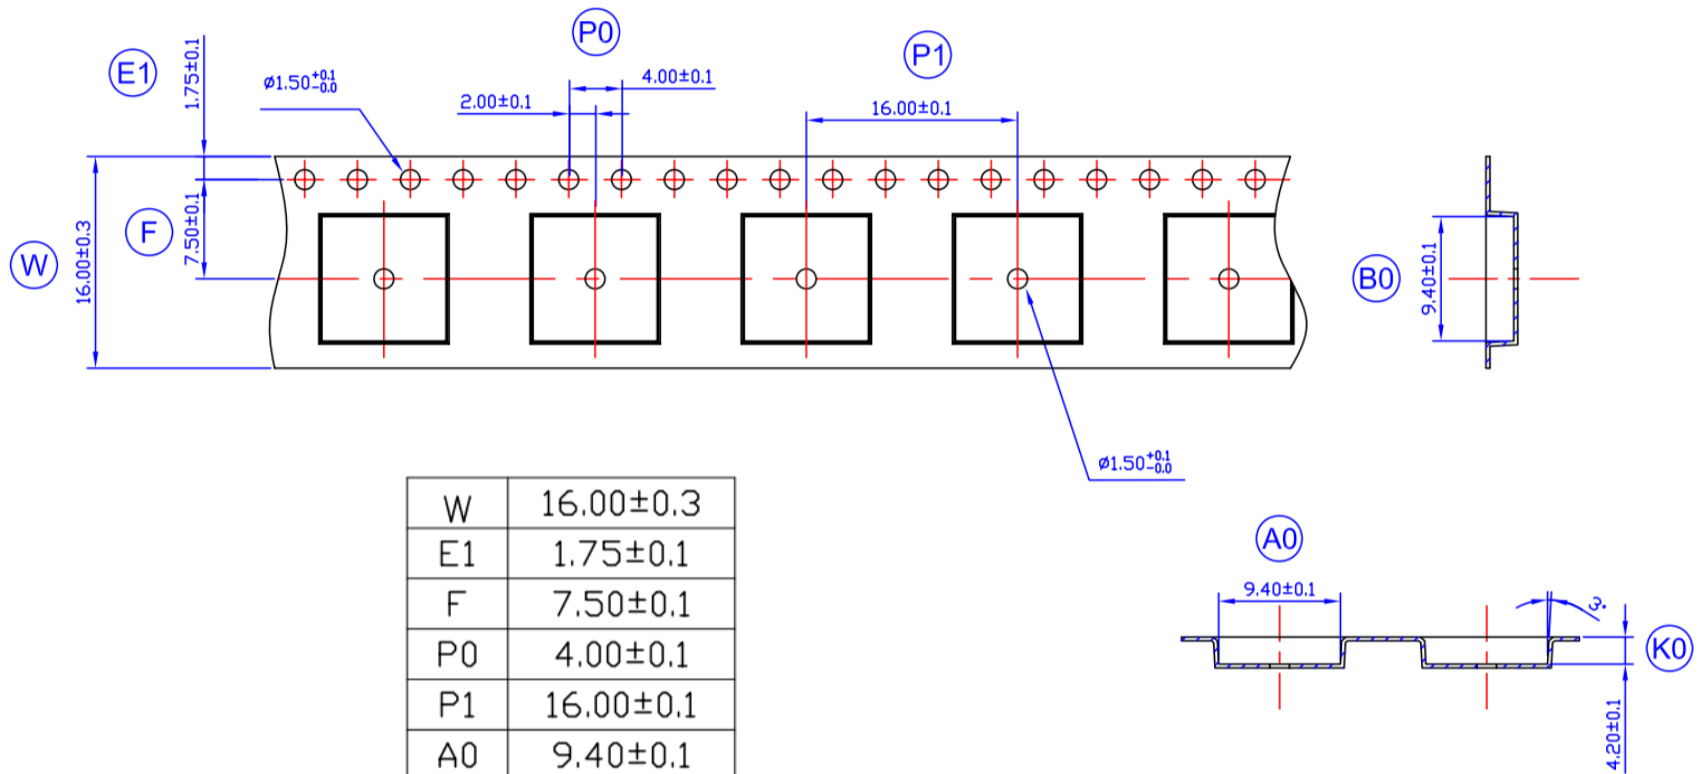 P0
P1
E1
1.75±0.1
ø1.50+0.1-0.0
2.00±0.1
4.00±0.1
16.00±0.1
W
16.00±0.3
F
7.50±0.1
B0
9.40±0.1
ø1.50+0.1-0.0
A0
9.40±0.1
3°
K0
4.20±0.1
W 16.00±0.3
E1 1.75±0.1
F 7.50±0.1
P0 4.00±0.1
P1 16.00±0.1
A0 9.40±0.1